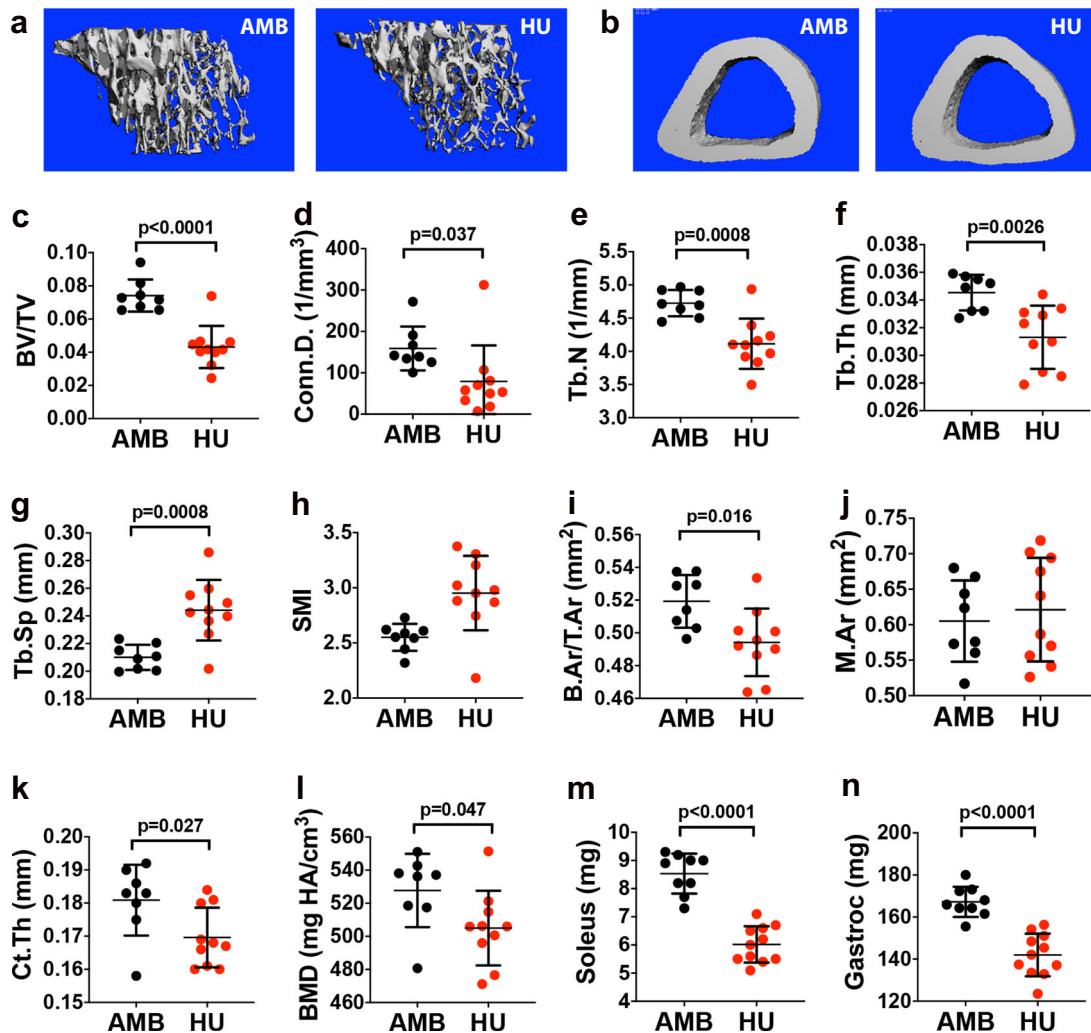 a AMB HU b AMB HU
c p<0.0001
BV/TV
0.10
0.08
0.06
0.04
0.02
0.00
AMB HU
d p=0.037
Conn.D. (1/mm³)
400
300
200
100
0
AMB HU
e p=0.0008
Tb.N (1/mm)
5.5
5.0
4.5
4.0
3.5
3.0
AMB HU
f p=0.0026
Tb.Th (mm)
0.038
0.036
0.034
0.032
0.030
0.028
0.026
AMB HU
g p=0.0008
Tb.Sp (mm)
0.30
0.28
0.26
0.24
0.22
0.20
0.18
AMB HU
h
SMI
3.5
3.0
2.5
2.0
AMB HU
i p=0.016
B.Ar/T.Ar (mm²)
0.56
0.54
0.52
0.50
0.48
0.46
AMB HU
j
M.Ar (mm²)
0.75
0.70
0.65
0.60
0.55
0.50
AMB HU
k p=0.027
Ct.Th (mm)
0.20
0.19
0.18
0.17
0.16
0.15
AMB HU
l p=0.047
BMD (mg HA/cm³)
560
540
520
500
480
460
AMB HU
m p<0.0001
Soleus (mg)
10
9
8
7
6
5
4
AMB HU
n p<0.0001
Gastroc (mg)
200
180
160
140
120
AMB HU